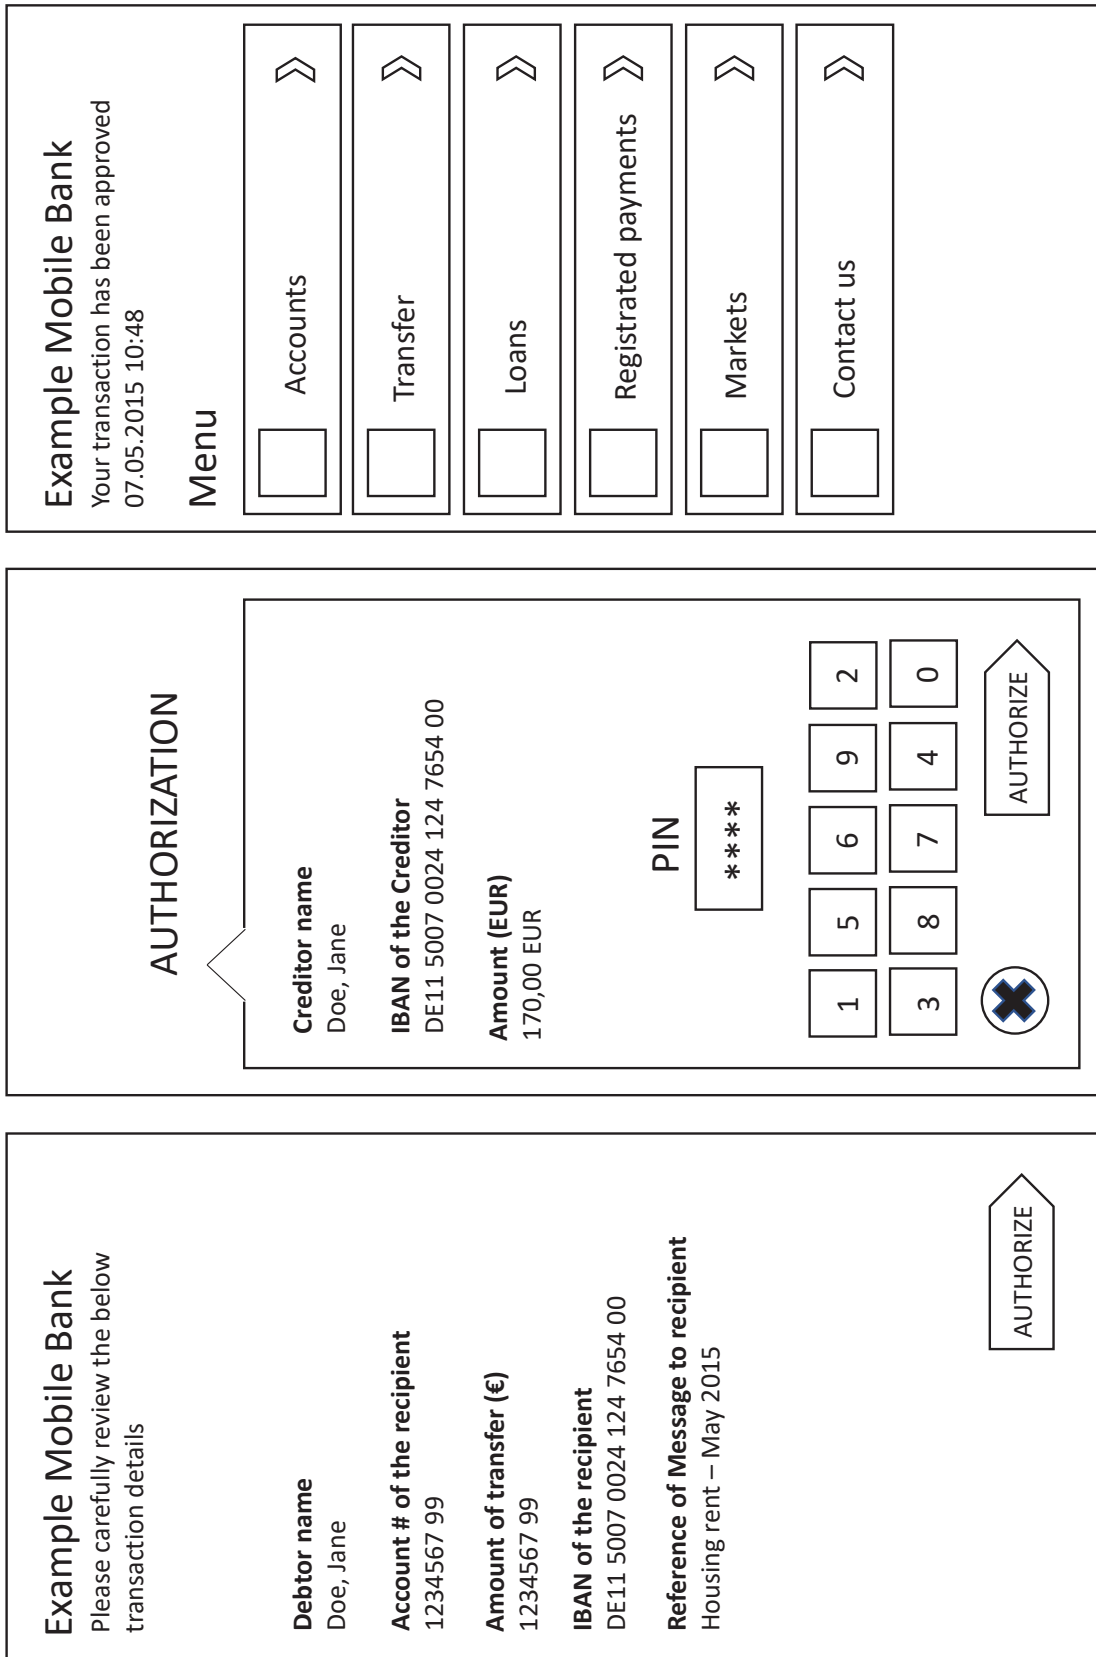 Example Mobile Bank
Please carefully review the below
transaction details
Debtor name
Doe, Jane
Account # of the recipient
1234567 99
Amount of transfer (€)
1234567 99
IBAN of the recipient
DE11 5007 0024 124 7654 00
Reference of Message to recipient
Housing rent – May 2015
AUTHORIZE
AUTHORIZATION
Creditor name
Doe, Jane
IBAN of the Creditor
DE11 5007 0024 124 7654 00
Amount (EUR)
170,00 EUR
PIN
****
1 5 6 9 2
3 8 7 4 0
AUTHORIZE
Example Mobile Bank
Your transaction has been approved
07.05.2015 10:48
Menu
Accounts
Transfer
Loans
Registrated payments
Markets
Contact us